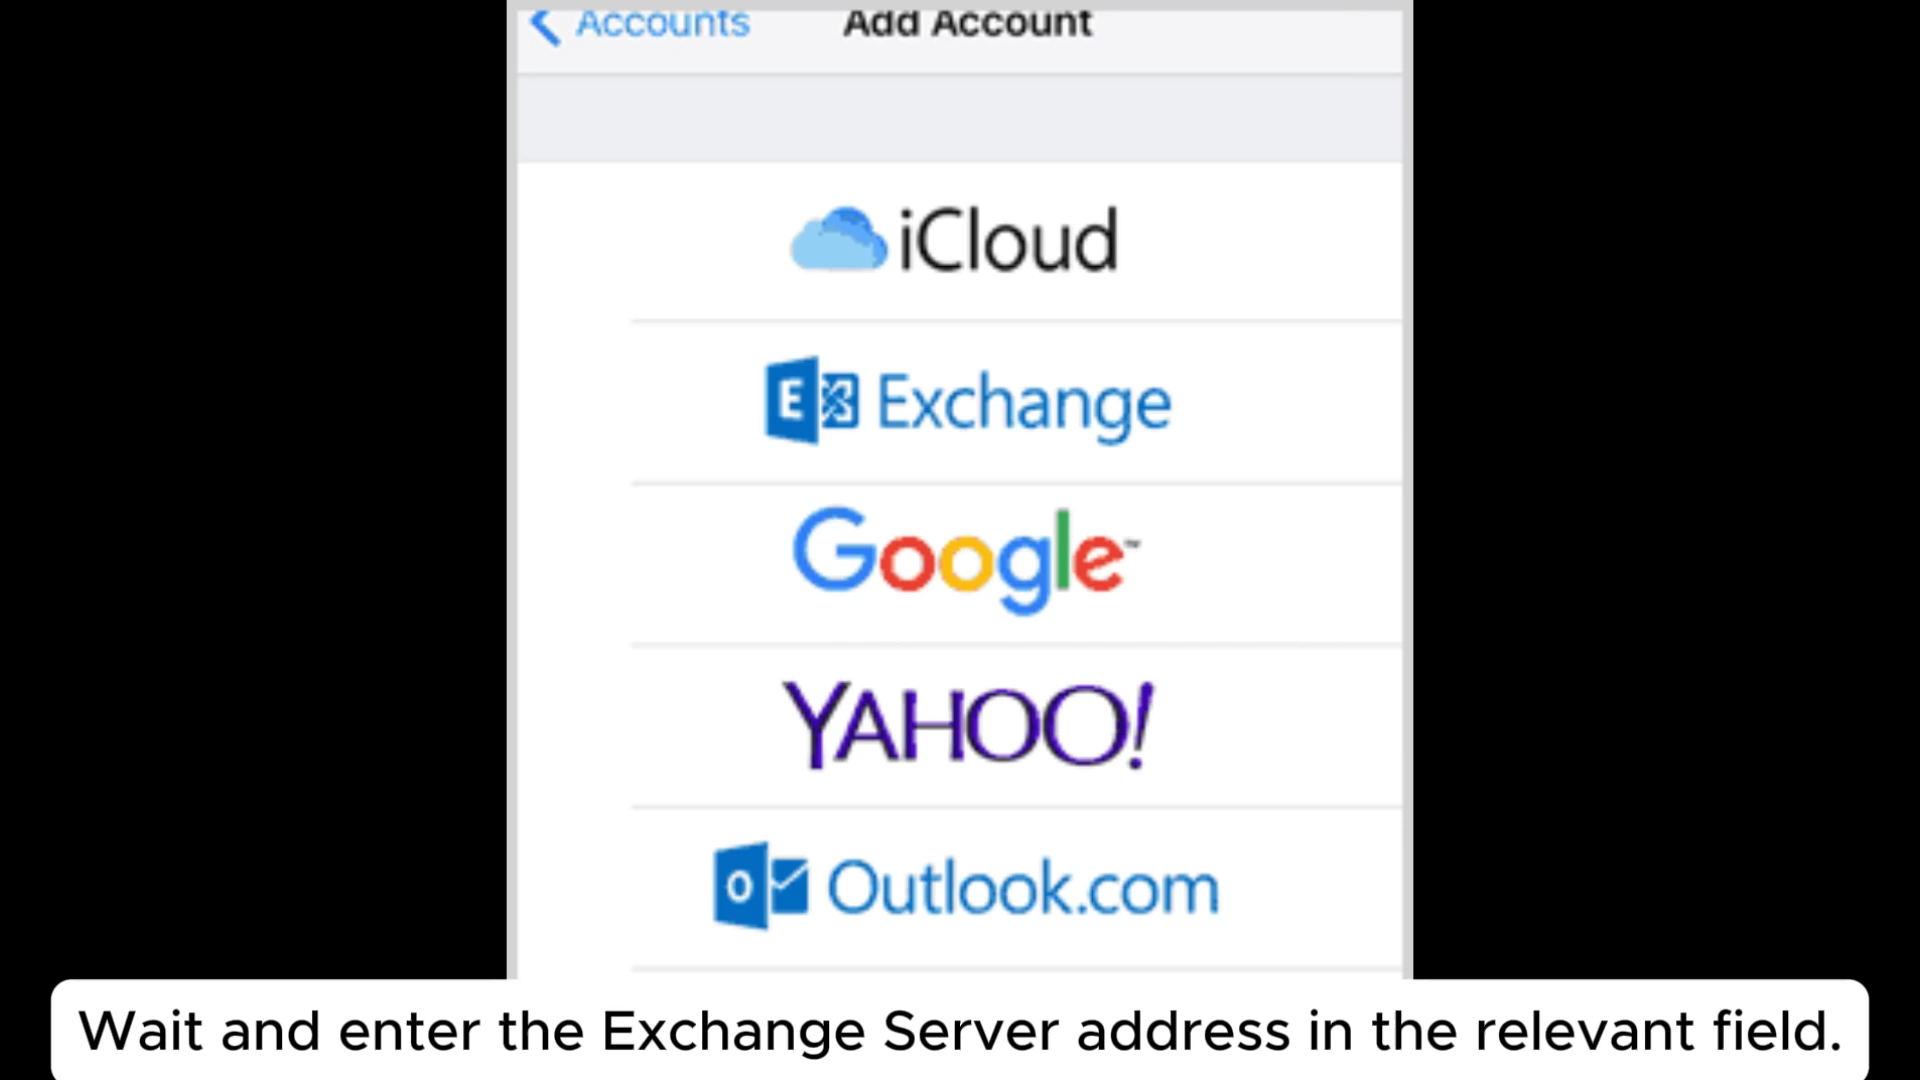 Accounts Add Account
iCloud
E Exchange
Google™
YAHOO!
O Outlook.com
Wait and enter the Exchange Server address in the relevant field.